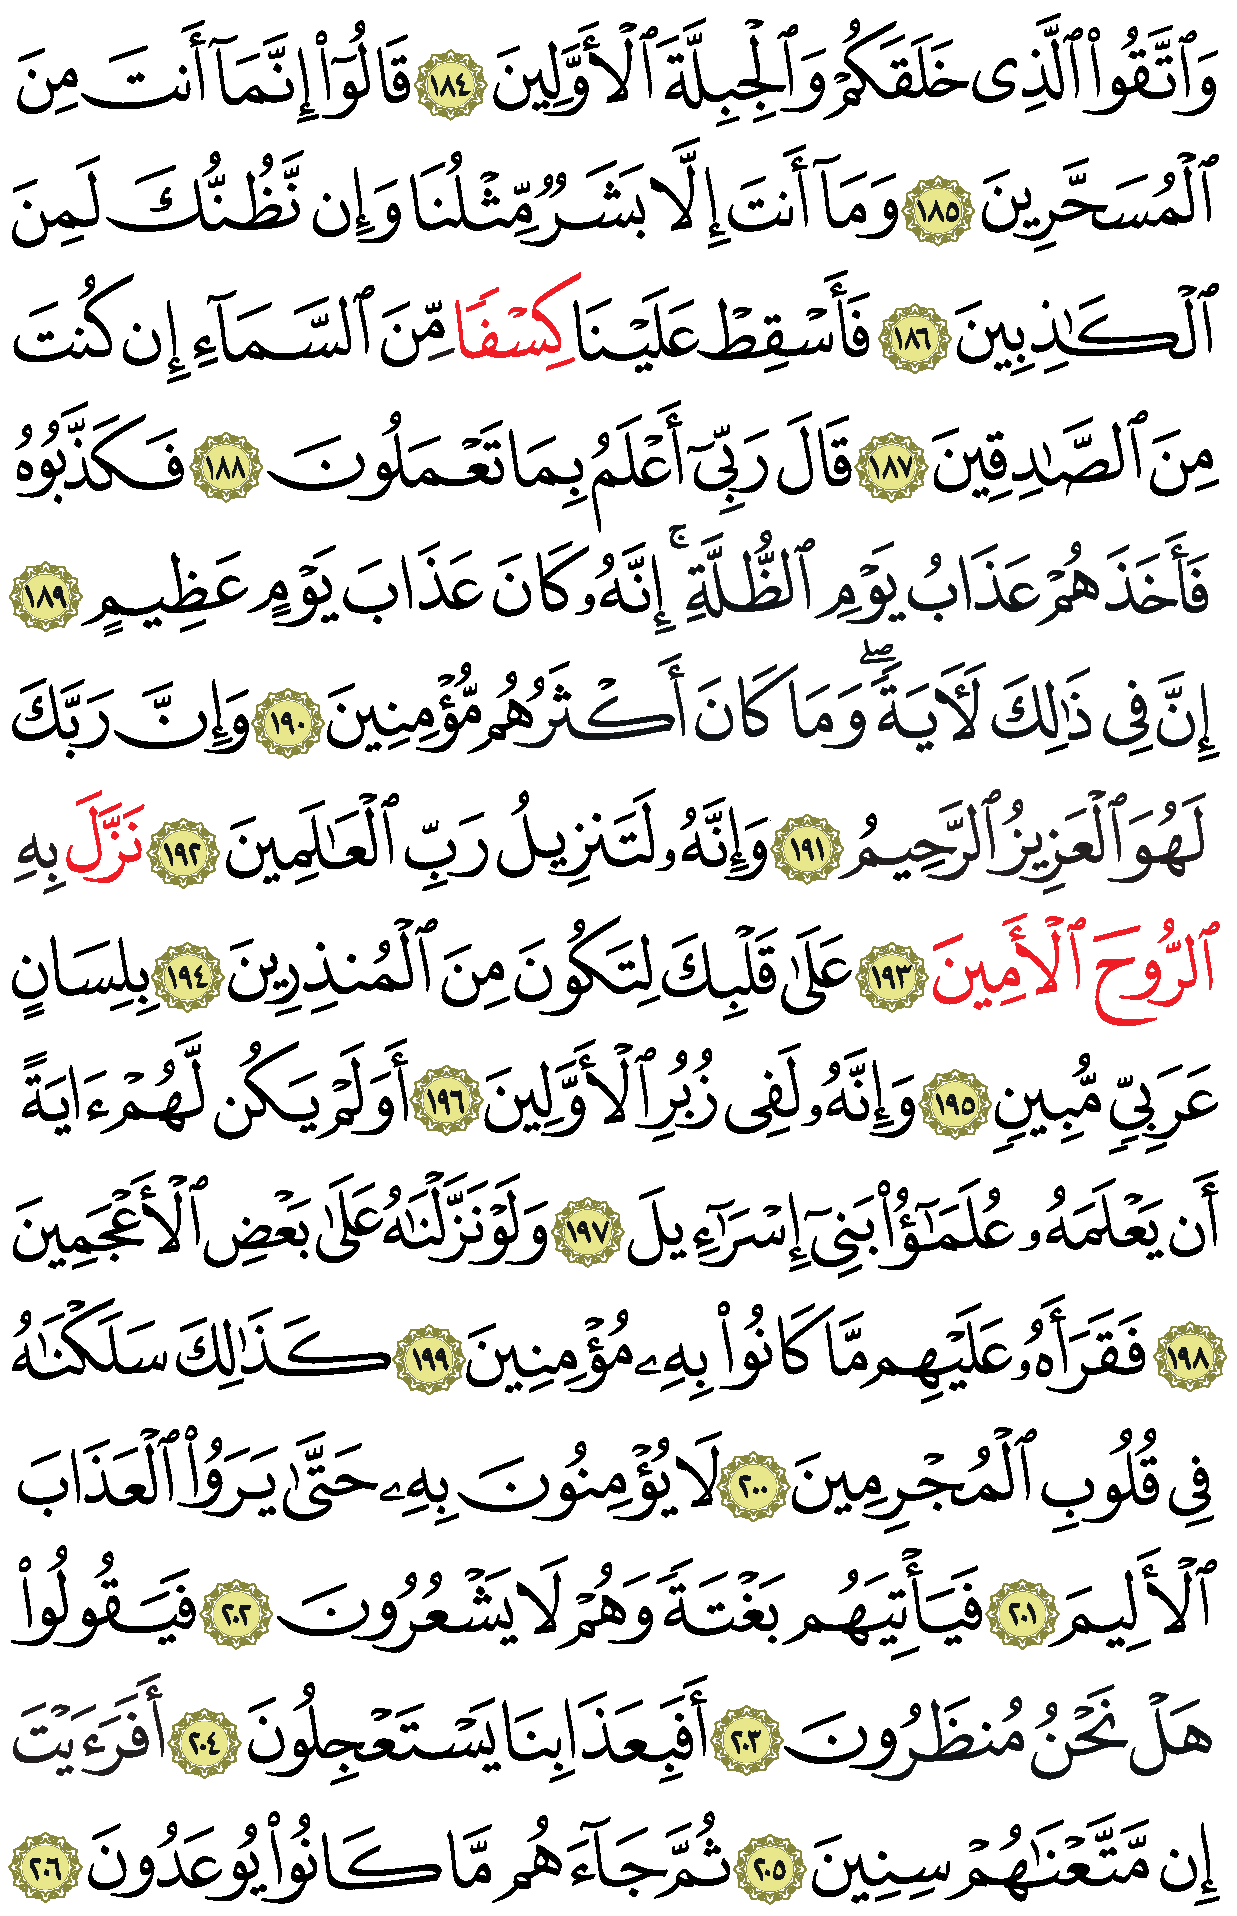 وَٱتَّقُوا۟ ٱلَّذِى خَلَقَكُمْ وَٱلْجِبِلَّةَ ٱلْأَوَّلِينَ ١٨٤ قَالُوٓا۟ إِنَّمَآ أَنتَ مِنَ
ٱلْمُسَحَّرِينَ ١٨٥ وَمَآ أَنتَ إِلَّا بَشَرٌ مِّثْلُنَا وَإِن نَّظُنُّكَ لَمِنَ
ٱلْكَـٰذِبِينَ ١٨٦ فَأَسْقِطْ عَلَيْنَا كِسْفًا مِّنَ ٱلسَّمَآءِ إِن كُنتَ
مِنَ ٱلصَّـٰدِقِينَ ١٨٧ قَالَ رَبِّىٓ أَعْلَمُ بِمَا تَعْمَلُونَ ١٨٨ فَكَذَّبُوهُ
فَأَخَذَهُمْ عَذَابُ يَوْمِ ٱلظُّلَّةِ ۚ إِنَّهُۥ كَانَ عَذَابَ يَوْمٍ عَظِيمٍ ١٨٩
إِنَّ فِى ذَٰلِكَ لَـَٔايَةً ۖ وَمَا كَانَ أَكْثَرُهُم مُّؤْمِنِينَ ١٩٠ وَإِنَّ رَبَّكَ
لَهُوَ ٱلْعَزِيزُ ٱلرَّحِيمُ ١٩١ وَإِنَّهُۥ لَتَنزِيلُ رَبِّ ٱلْعَـٰلَمِينَ ١٩٢ نَزَّلَ بِهِ
ٱلرُّوحَ ٱلْأَمِينَ ١٩٣ عَلَىٰ قَلْبِكَ لِتَكُونَ مِنَ ٱلْمُنذِرِينَ ١٩٤ بِلِسَانٍ
عَرَبِىٍّ مُّبِينٍ ١٩٥ وَإِنَّهُۥ لَفِى زُبُرِ ٱلْأَوَّلِينَ ١٩٦ أَوَلَمْ يَكُن لَّهُمْ ءَايَةً
أَن يَعْلَمَهُۥ عُلَمَـٰٓؤُا۟ بَنِىٓ إِسْرَٰٓءِيلَ ١٩٧ وَلَوْ نَزَّلْنَـٰهُ عَلَىٰ بَعْضِ ٱلْأَعْجَمِينَ
١٩٨ فَقَرَأَهُۥ عَلَيْهِم مَّا كَانُوا۟ بِهِۦ مُؤْمِنِينَ ١٩٩ كَذَٰلِكَ سَلَكْنَـٰهُ
فِى قُلُوبِ ٱلْمُجْرِمِينَ ٢٠٠ لَا يُؤْمِنُونَ بِهِۦ حَتَّىٰ يَرَوُا۟ ٱلْعَذَابَ
ٱلْأَلِيمَ ٢٠١ فَيَأْتِيَهُم بَغْتَةً وَهُمْ لَا يَشْعُرُونَ ٢٠٢ فَيَقُولُوا۟
هَلْ نَحْنُ مُنظَرُونَ ٢٠٣ أَفَبِعَذَابِنَا يَسْتَعْجِلُونَ ٢٠٤ أَفَرَءَيْتَ
إِن مَّتَّعْنَـٰهُمْ سِنِينَ ٢٠٥ ثُمَّ جَآءَهُم مَّا كَانُوا۟ يُوعَدُونَ ٢٠٦